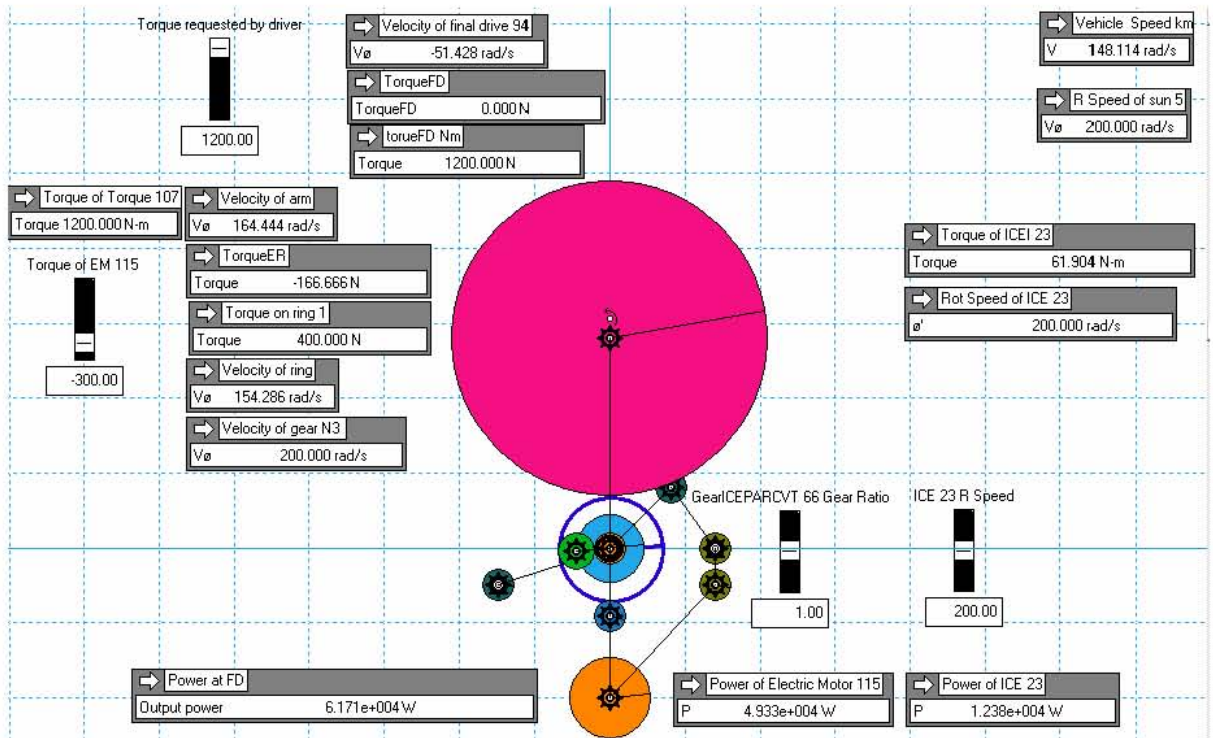 Torque requested by driver
1200.00
Velocity of final drive 94
Vø -51.428 rad/s
TorqueFD
TorqueFD 0.000 N
torueFD Nm
Torque 1200.000 N
Vehicle Speed km
V 148.114 rad/s
R Speed of sun 5
Vø 200.000 rad/s
Torque of Torque 107
Torque 1200.000 N-m
Velocity of arm
Vø 164.444 rad/s
TorqueER
Torque -166.666 N
Torque on ring 1
Torque 400.000 N
Velocity of ring
Vø 154.286 rad/s
Velocity of gear N3
Vø 200.000 rad/s
Torque of EM 115
-300.00
Torque of ICEI 23
Torque 61.904 N-m
Rot Speed of ICE 23
ø' 200.000 rad/s
GearICEPARCVT 66 Gear Ratio
1.00
ICE 23 R Speed
200.00
Power at FD
Output power 6.171e+004 W
Power of Electric Motor 115
P 4.933e+004 W
Power of ICE 23
P 1.238e+004 W